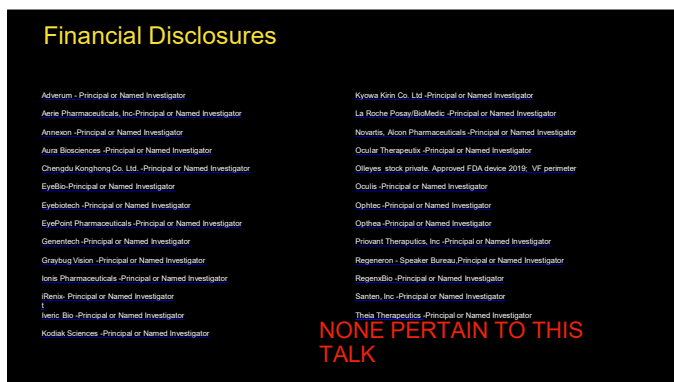 Financial Disclosures
Adverum - Principal or Named Investigator
Aerie Pharmaceuticals, Inc-Principal or Named Investigator
Annexon -Principal or Named Investigator
Aura Biosciences -Principal or Named Investigator
Chengdu Konghong Co. Ltd. -Principal or Named Investigator
EyeBio-Principal or Named Investigator
Eyebiotech -Principal or Named Investigator
EyePoint Pharmaceuticals -Principal or Named Investigator
Genentech -Principal or Named Investigator
Graybug Vision -Principal or Named Investigator
Ionis Pharmaceuticals -Principal or Named Investigator
iRenix- Principal or Named Investigator
t
Iveric Bio -Principal or Named Investigator
Kodiak Sciences -Principal or Named Investigator
Kyowa Kirin Co. Ltd -Principal or Named Investigator
La Roche Posay/BioMedic -Principal or Named Investigator
Novartis, Alcon Pharmaceuticals -Principal or Named Investigator
Ocular Therapeutix -Principal or Named Investigator
Olleyes stock private. Approved FDA device 2019; VF perimeter
Oculis -Principal or Named Investigator
Ophtec -Principal or Named Investigator
Opthea -Principal or Named Investigator
Priovant Theraputics, Inc -Principal or Named Investigator
Regeneron - Speaker Bureau,Principal or Named Investigator
RegenxBio -Principal or Named Investigator
Santen, Inc -Principal or Named Investigator
Theia Therapeutics -Principal or Named Investigator
NONE PERTAIN TO THIS
TALK